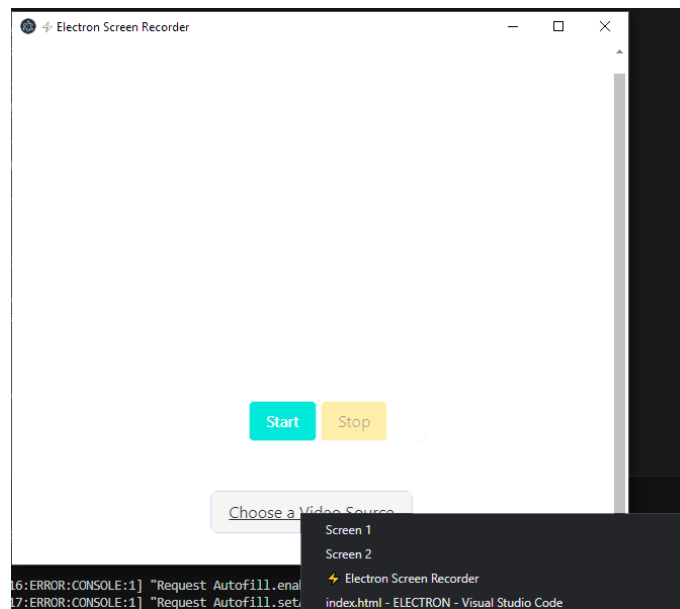 ⚡ Electron Screen Recorder
Start
Stop
Choose a Video Source
Screen 1
Screen 2
⚡ Electron Screen Recorder
index.html - ELECTRON - Visual Studio Code
16:ERROR:CONSOLE:1] "Request Autofill.ena
17:ERROR:CONSOLE:1] "Request Autofill.set